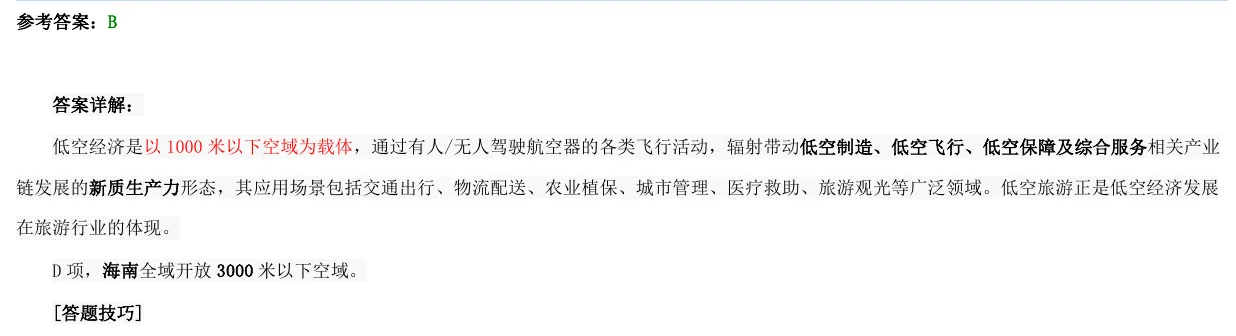 参考答案：B
答案详解：
低空经济是以 1000 米以下空域为载体，通过有人/无人驾驶航空器的各类飞行活动，辐射带动低空制造、低空飞行、低空保障及综合服务相关产业
链发展的新质生产力形态，其应用场景包括交通出行、物流配送、农业植保、城市管理、医疗救助、旅游观光等广泛领域。低空旅游正是低空经济发展
在旅游行业的体现。
D 项，海南全域开放 3000 米以下空域。
[答题技巧]